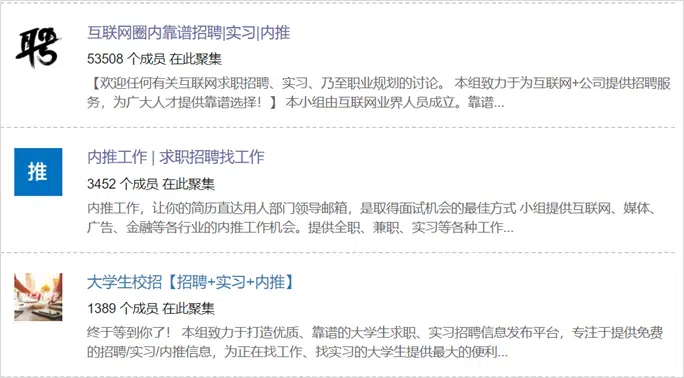 聘
互联网圈内靠谱招聘|实习|内推
53508 个成员 在此聚集
【欢迎任何有关互联网求职招聘、实习、乃至职业规划的讨论。 本组致力于为互联网+公司提供招聘服
务，为广大人才提供靠谱选择！】 本小组由互联网业界人员成立。靠谱...
推
内推工作 | 求职招聘找工作
3452 个成员 在此聚集
内推工作，让你的简历直达用人部门领导邮箱，是取得面试机会的最佳方式 小组提供互联网、媒体、
广告、金融等各行业的内推工作机会。提供全职、兼职、实习等各种工作...
大学生校招【招聘+实习+内推】
1389 个成员 在此聚集
终于等到你了！ 本组致力于打造优质、靠谱的大学生求职、实习招聘信息发布平台，专注于提供免费
的招聘/实习/内推信息，为正在找工作、找实习的大学生提供最大的便利...